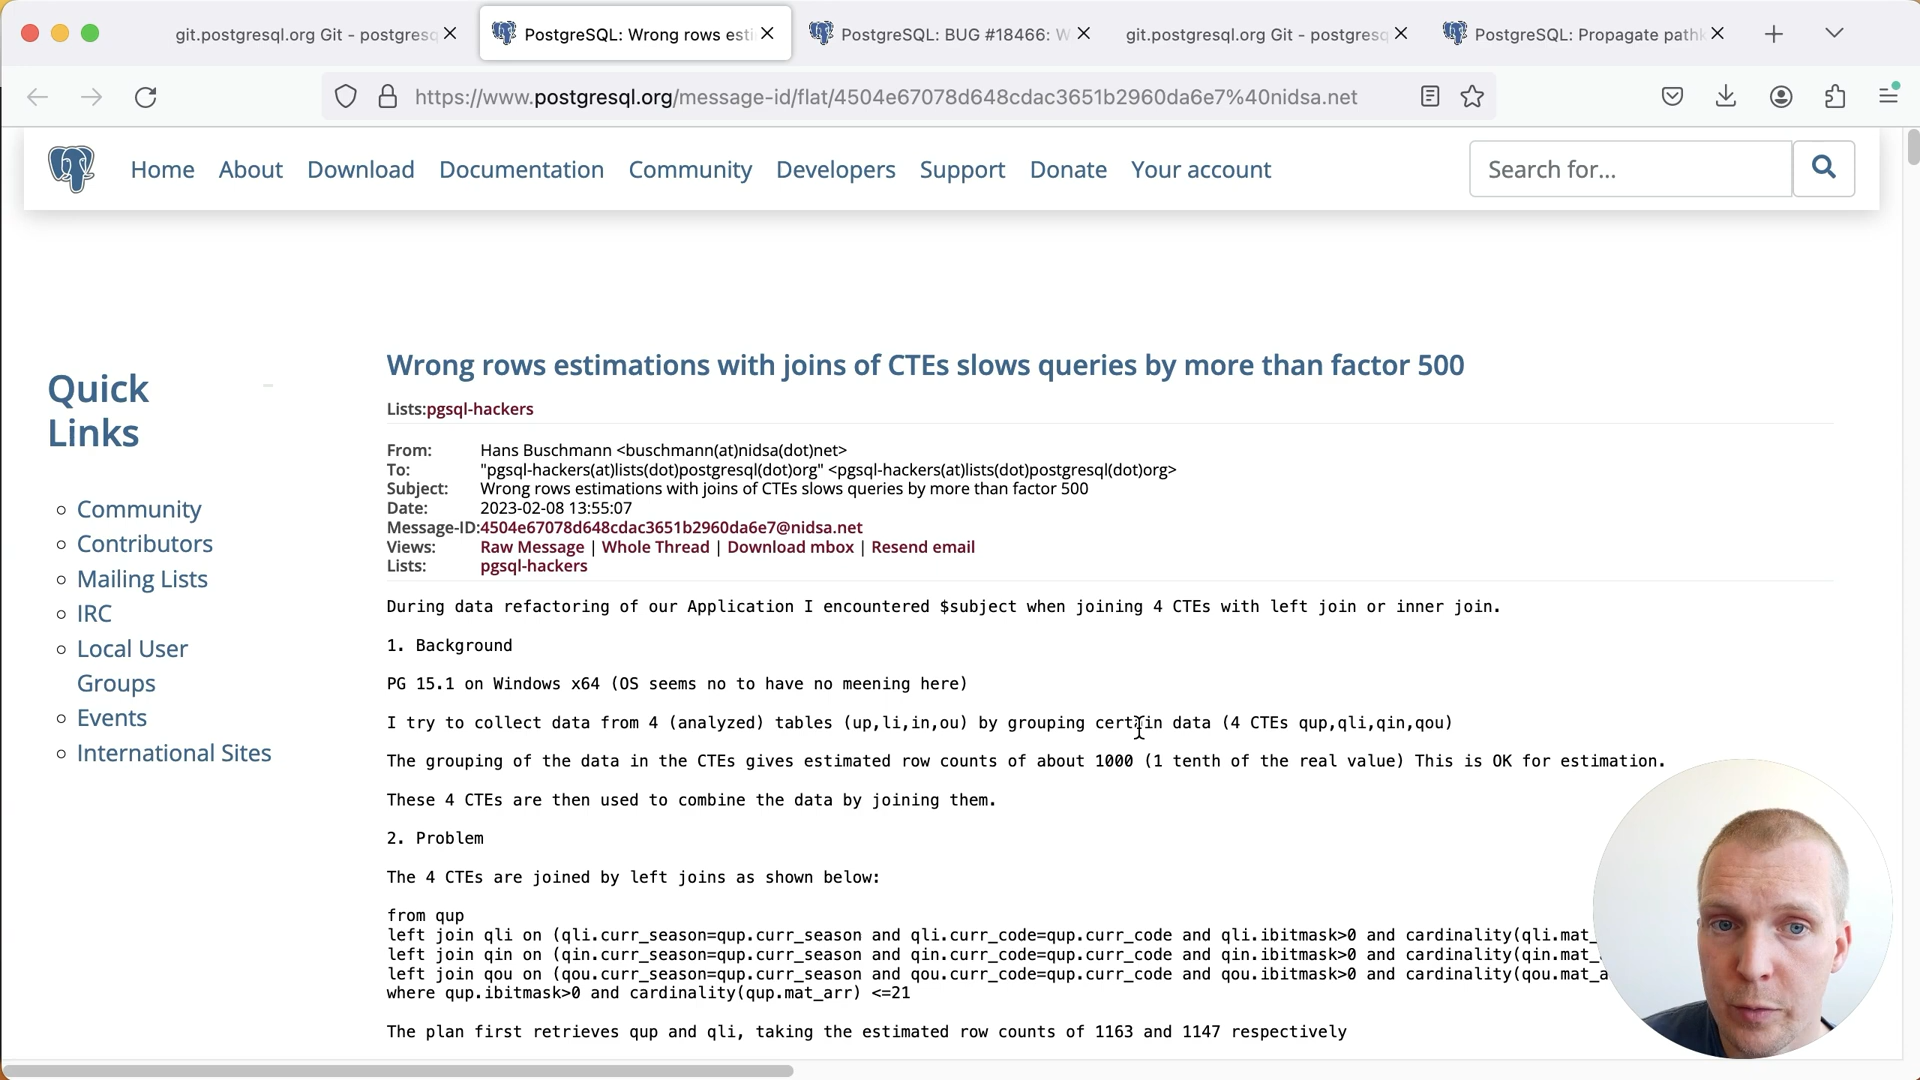 git.postgresql.org Git - postgresq
PostgreSQL: Wrong rows esti
PostgreSQL: BUG #18466: W
git.postgresql.org Git - postgresq
PostgreSQL: Propagate pathk
https://www.postgresql.org/message-id/flat/4504e67078d648cdac3651b2960da6e7%40nidsa.net
Home About Download Documentation Community Developers Support Donate Your account
Search for...
Quick
Links
Community
Contributors
Mailing Lists
IRC
Local User
Groups
Events
International Sites
Wrong rows estimations with joins of CTEs slows queries by more than factor 500
Lists:pgsql-hackers
From: Hans Buschmann <buschmann(at)nidsa(dot)net>
To: "pgsql-hackers(at)lists(dot)postgresql(dot)org" <pgsql-hackers(at)lists(dot)postgresql(dot)org>
Subject: Wrong rows estimations with joins of CTEs slows queries by more than factor 500
Date: 2023-02-08 13:55:07
Message-ID:4504e67078d648cdac3651b2960da6e7@nidsa.net
Views: Raw Message | Whole Thread | Download mbox | Resend email
Lists: pgsql-hackers
During data refactoring of our Application I encountered $subject when joining 4 CTEs with left join or inner join.
1. Background
PG 15.1 on Windows x64 (OS seems no to have no meening here)
I try to collect data from 4 (analyzed) tables (up,li,in,ou) by grouping certain data (4 CTEs qup,qli,qin,qou)
The grouping of the data in the CTEs gives estimated row counts of about 1000 (1 tenth of the real value) This is OK for estimation.
These 4 CTEs are then used to combine the data by joining them.
2. Problem
The 4 CTEs are joined by left joins as shown below:
from qup
left join qli on (qli.curr_season=qup.curr_season and qli.curr_code=qup.curr_code and qli.ibitmask>0 and cardinality(qli.mat_
left join qin on (qin.curr_season=qup.curr_season and qin.curr_code=qup.curr_code and qin.ibitmask>0 and cardinality(qin.mat_
left join qou on (qou.curr_season=qup.curr_season and qou.curr_code=qup.curr_code and qou.ibitmask>0 and cardinality(qou.mat_a
where qup.ibitmask>0 and cardinality(qup.mat_arr) <=21
The plan first retrieves qup and qli, taking the estimated row counts of 1163 and 1147 respectively